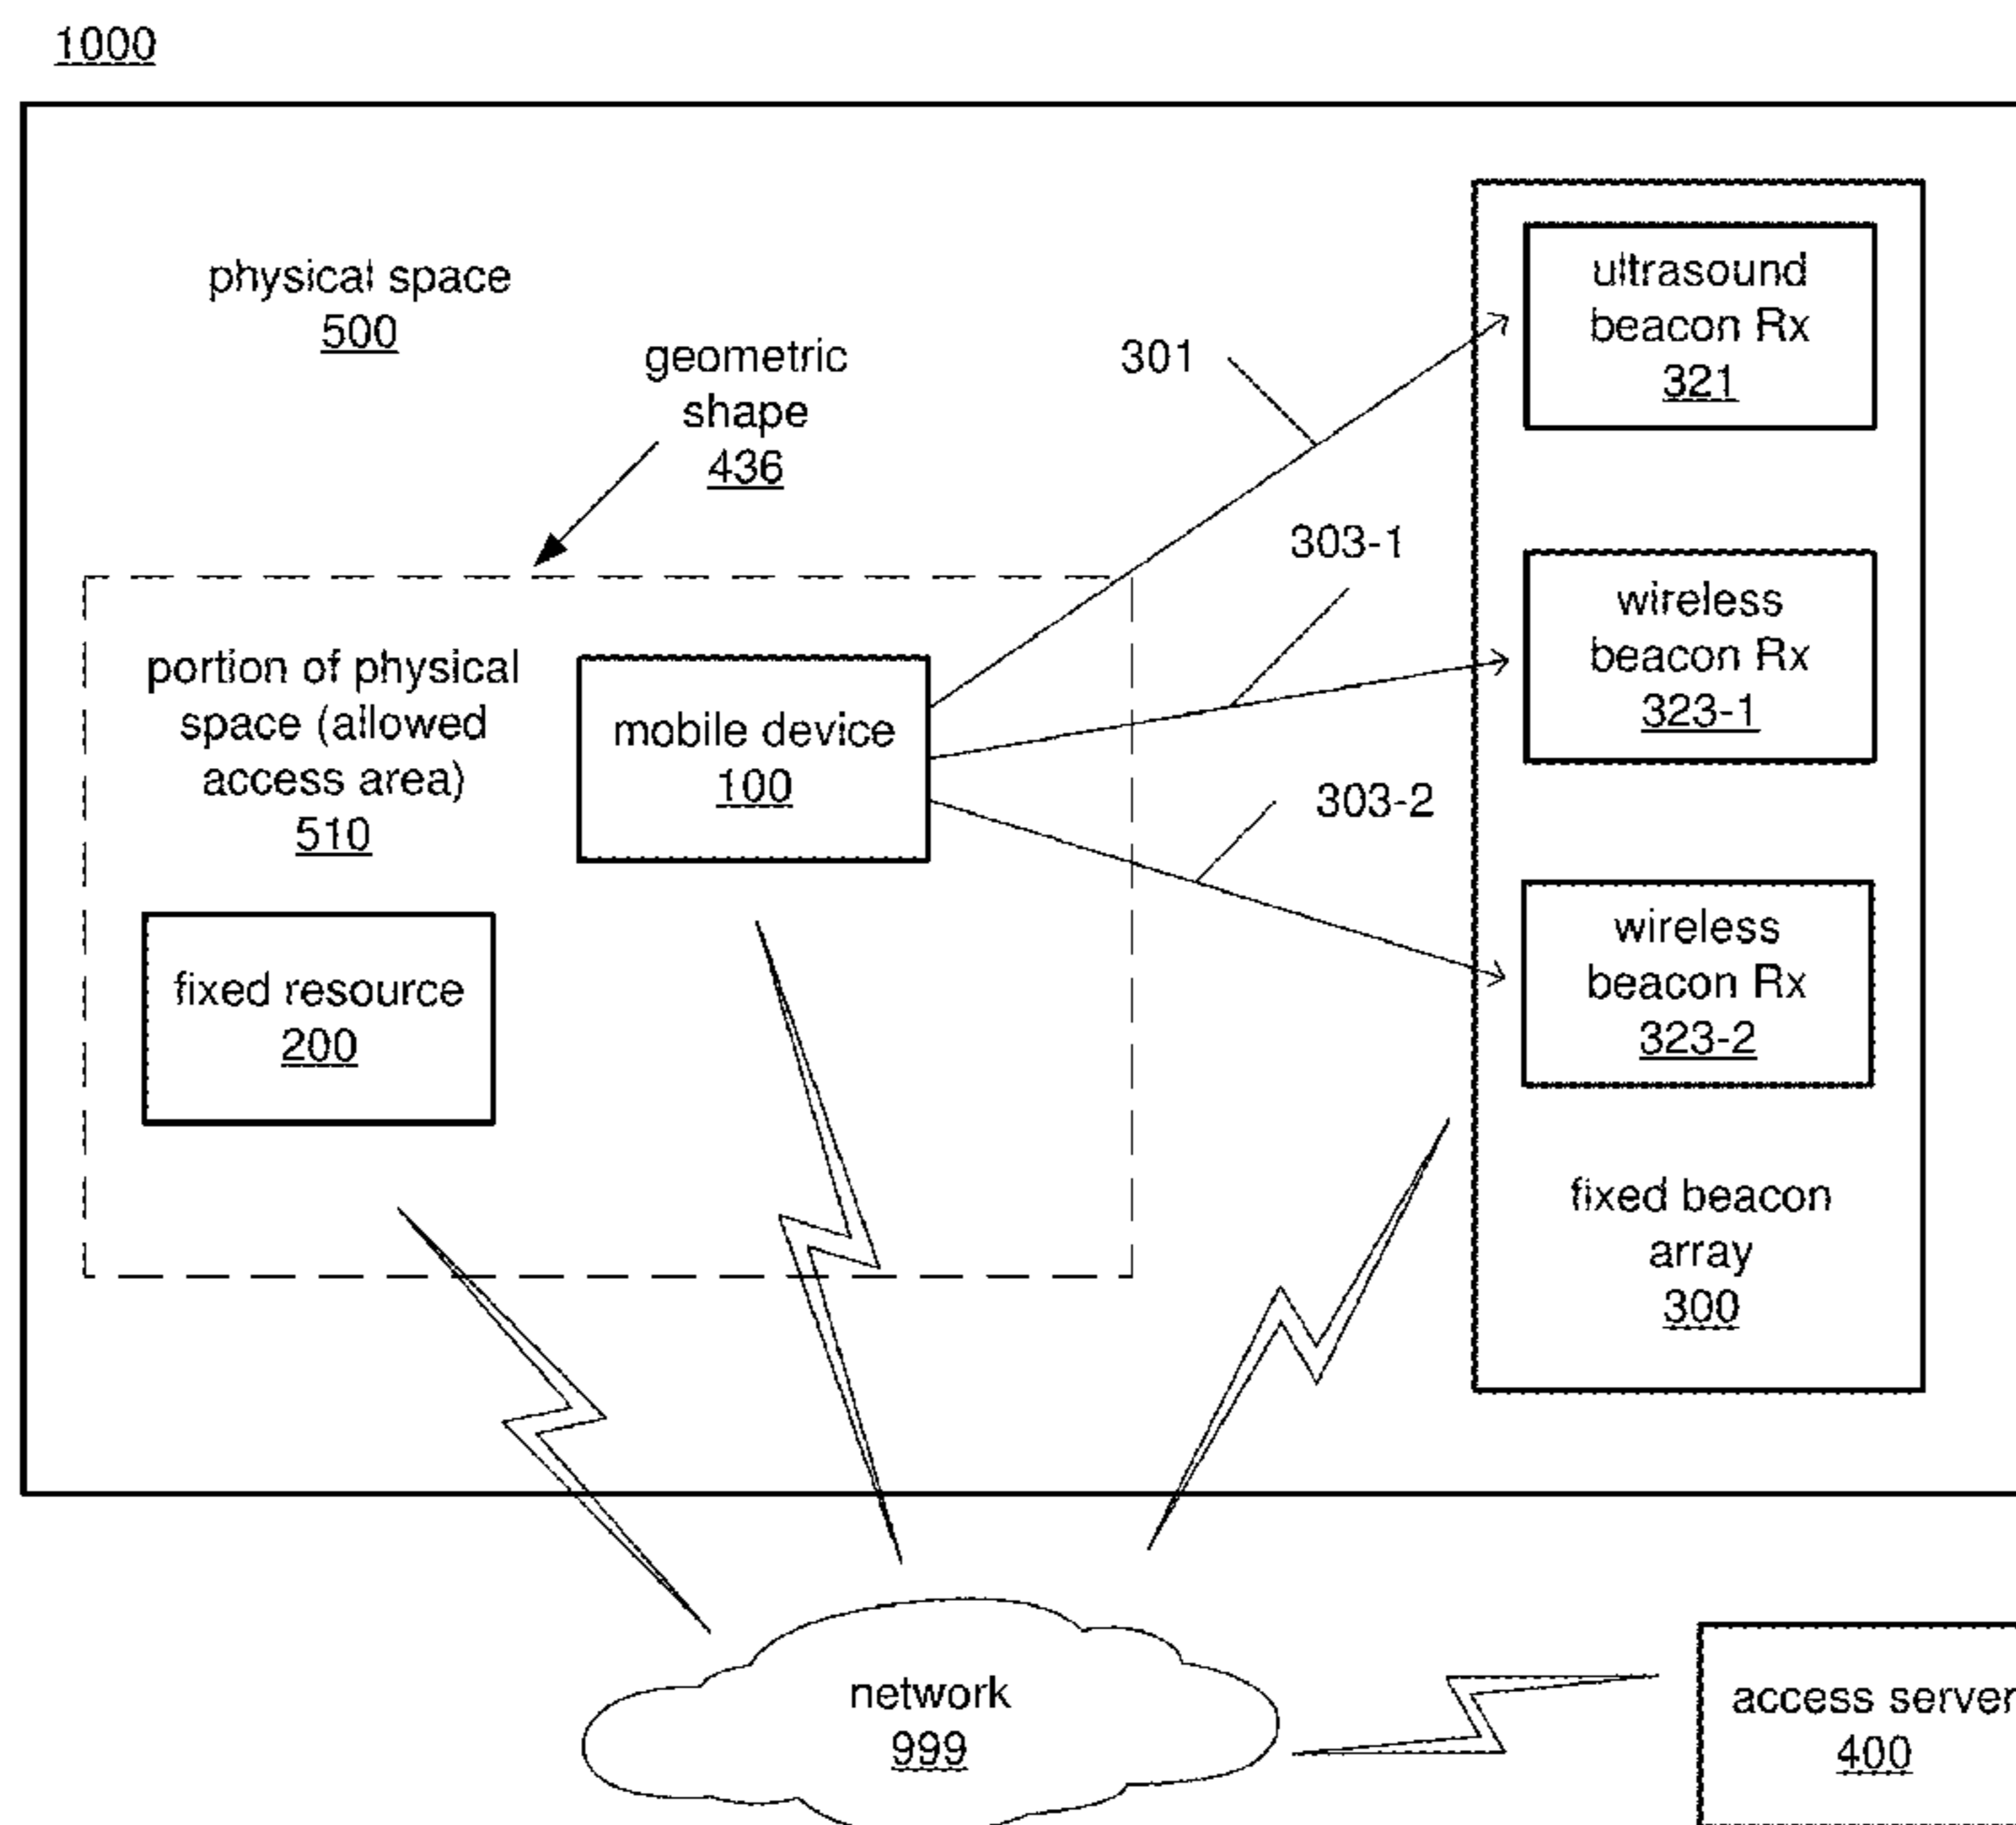 1000
physical space
500
geometric
shape
436
301
303-1
303-2
ultrasound
beacon Rx
321
wireless
beacon Rx
323-1
wireless
beacon Rx
323-2
fixed beacon
array
300
portion of physical
space (allowed
access area)
510
mobile device
100
fixed resource
200
network
999
access server
400